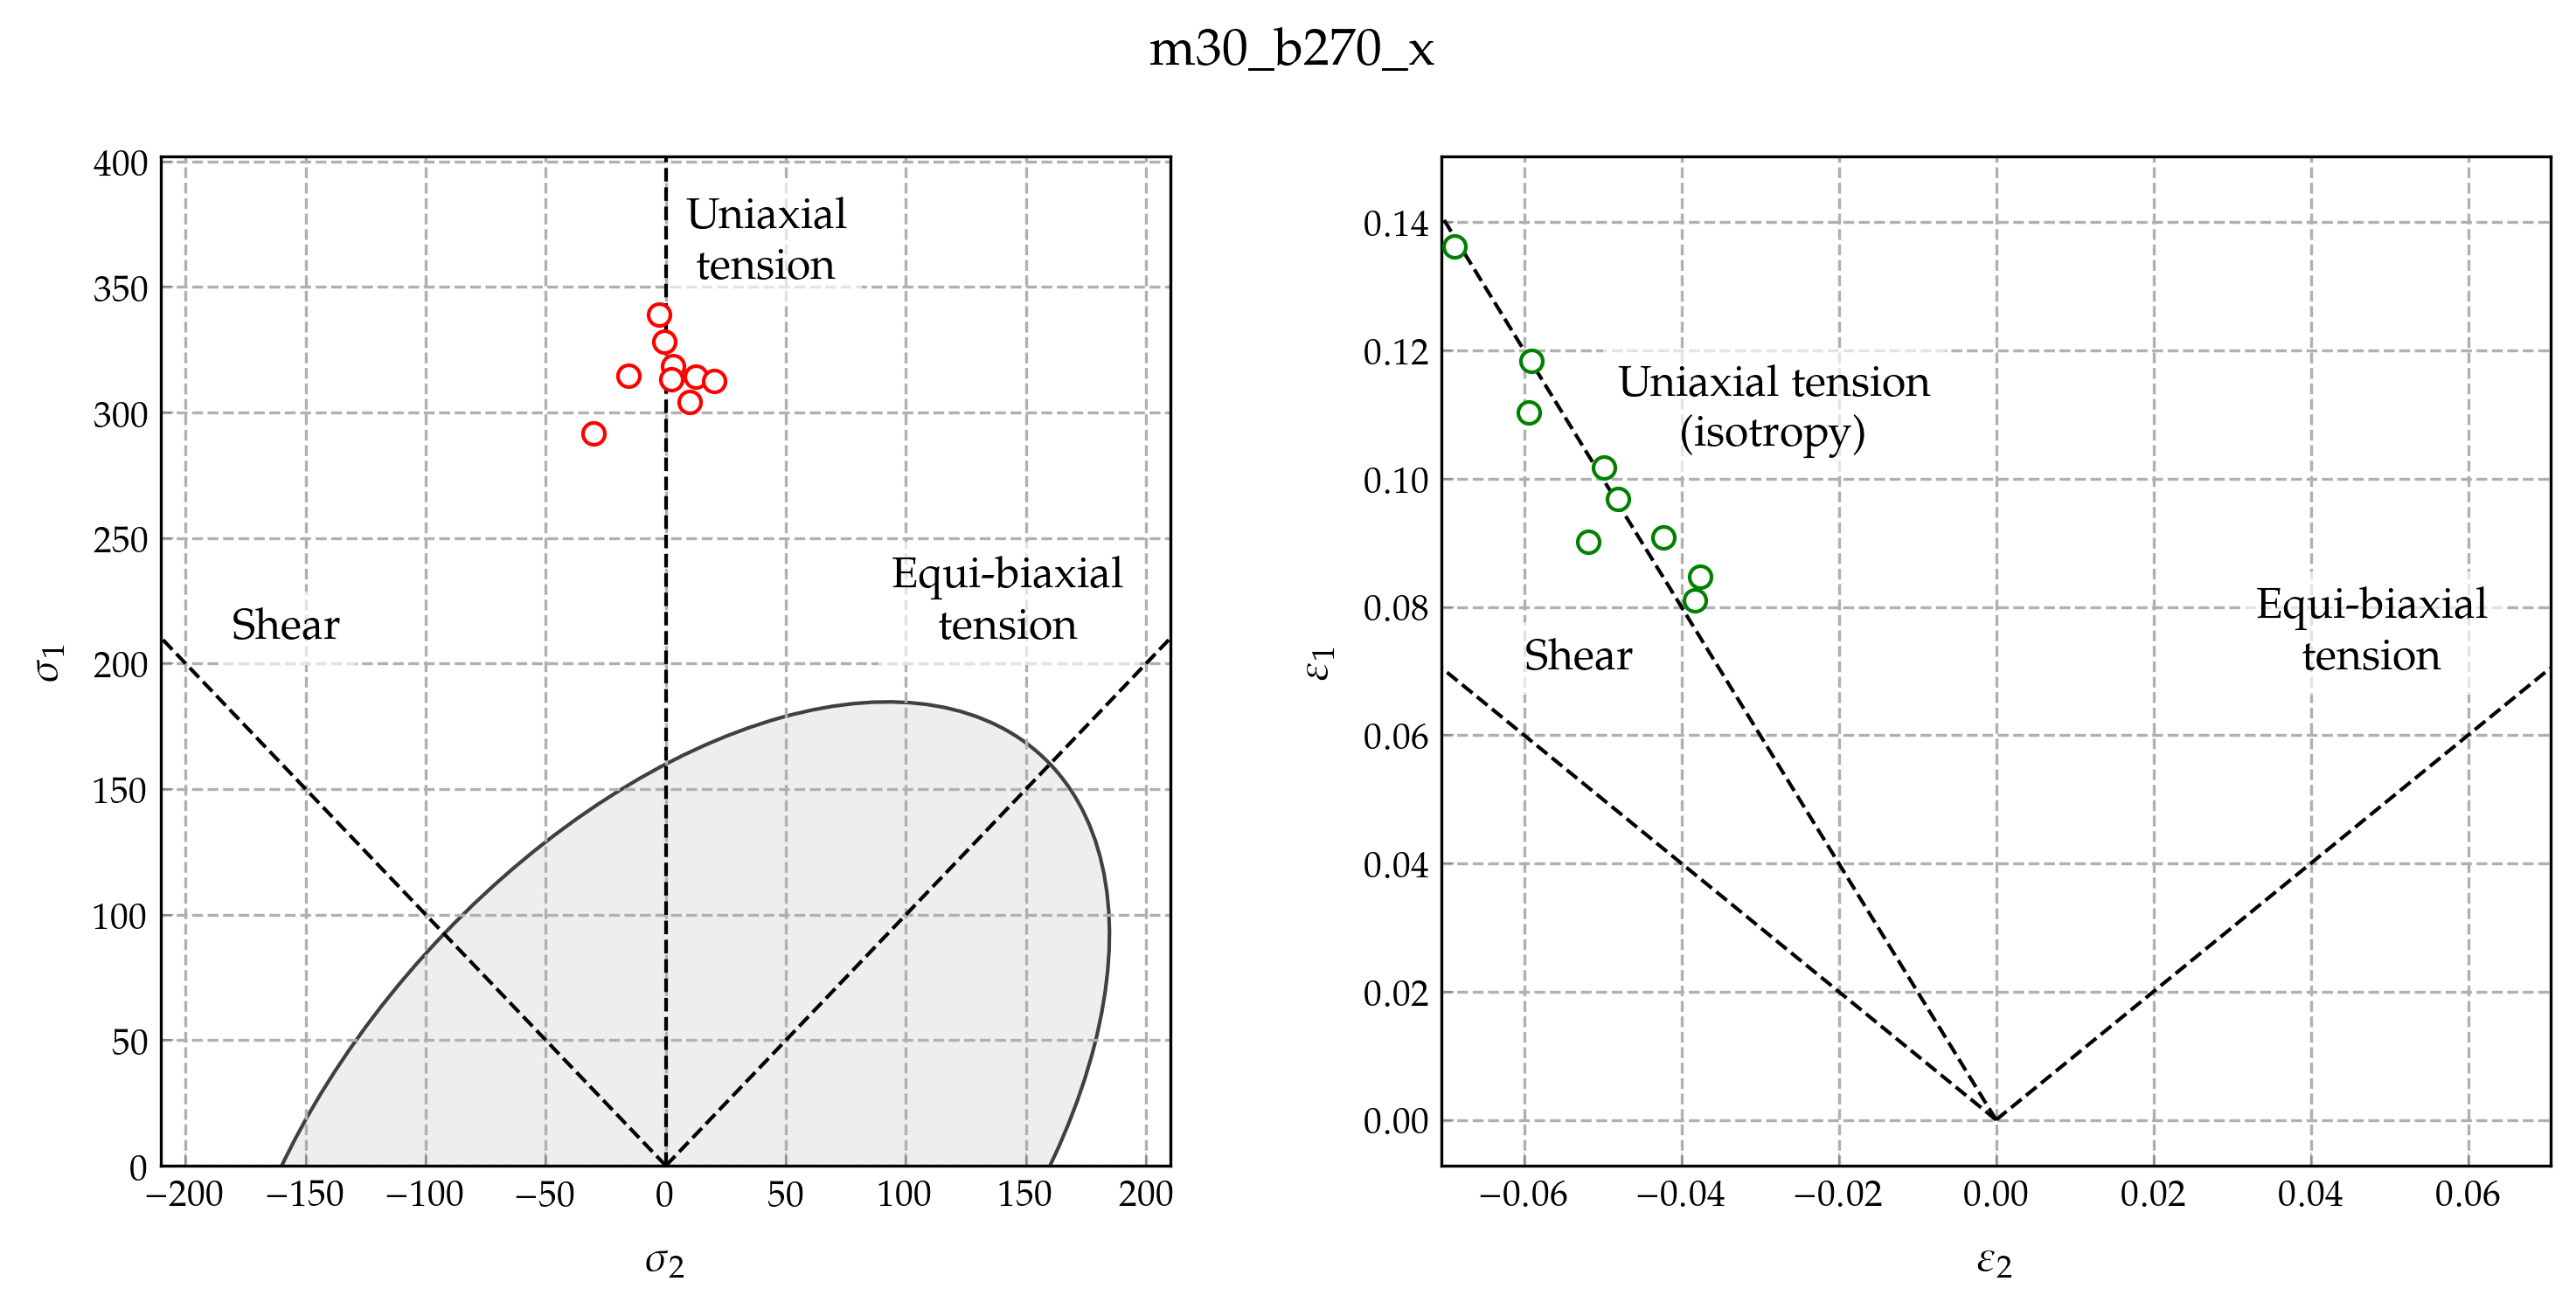 m30_b270_x
400
350
300
250
200
150
100
50
0
σ1
Uniaxial
tension
Shear
Equi-biaxial
tension
−200 −150 −100 −50 0 50 100 150 200
σ2
0.14
0.12
0.10
0.08
0.06
0.04
0.02
0.00
ε1
Uniaxial tension
(isotropy)
Shear
Equi-biaxial
tension
−0.06 −0.04 −0.02 0.00 0.02 0.04 0.06
ε2